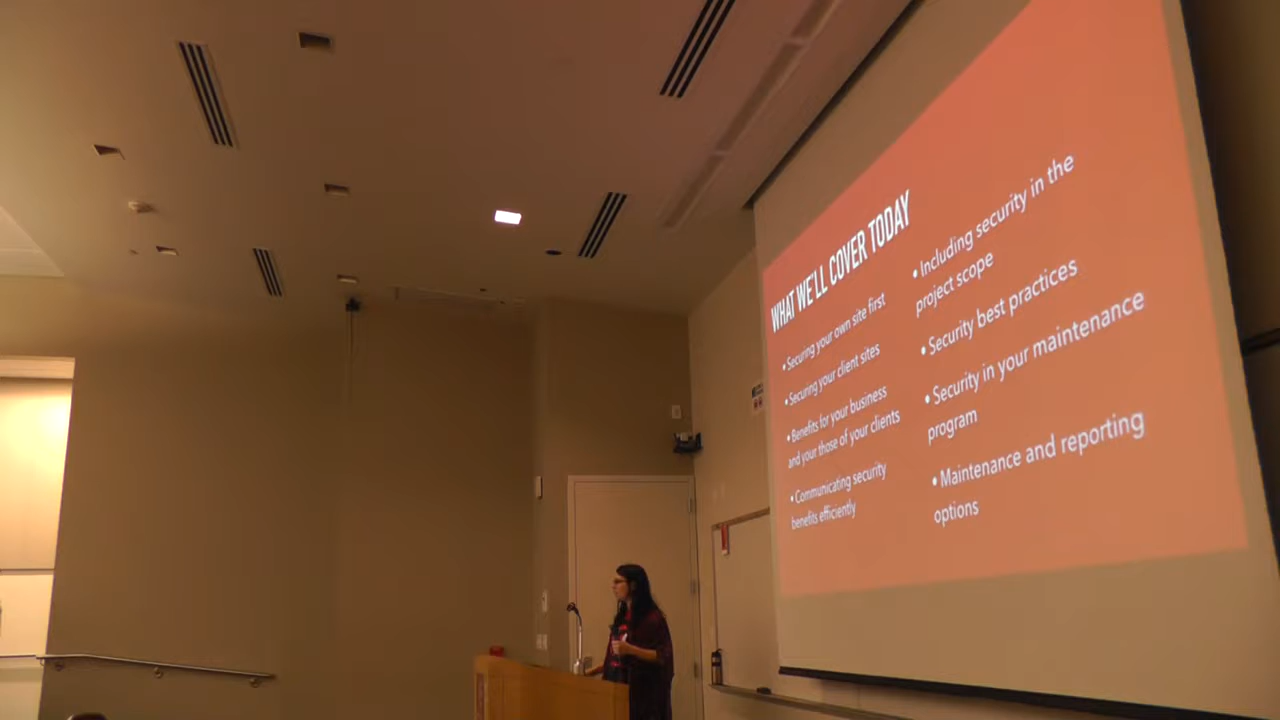 WHAT WE'LL COVER TODAY
• Securing your own site first
• Securing your client sites
• Benefits for your business
and your those of your clients
• Communicating security
benefits efficiently
• Including security in the
project scope
• Security best practices
• Security in your maintenance
program
• Maintenance and reporting
options